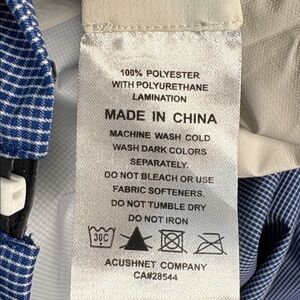 100% POLYESTER
WITH POLYURETHANE
LAMINATION
MADE IN CHINA
MACHINE WASH COLD
WASH DARK COLORS
SEPARATELY.
DO NOT BLEACH OR USE
FABRIC SOFTENERS.
DO NOT TUMBLE DRY
DO NOT IRON
30C
ACUSHNET COMPANY
CA#28544